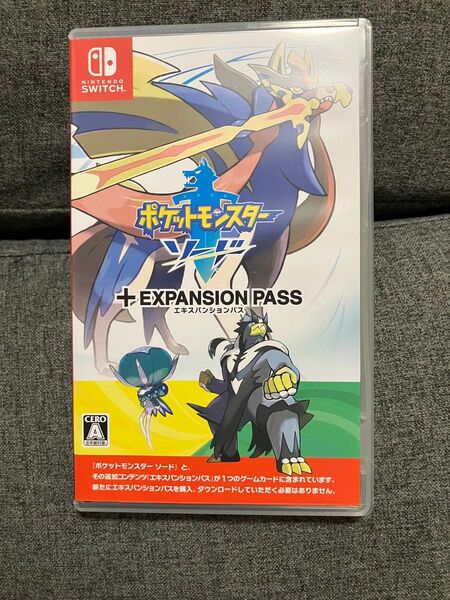 NINTENDO
SWITCH
ポケットモンスター
ソード
+ EXPANSION PASS
エキスパンションパス
CERO
A
全年齢対象
『ポケットモンスター ソード』と、
その追加コンテンツ「エキスパンションパス」が1つのゲームカードに含まれています。
新たにエキスパンションパスを購入、ダウンロードしていただく必要はありません。